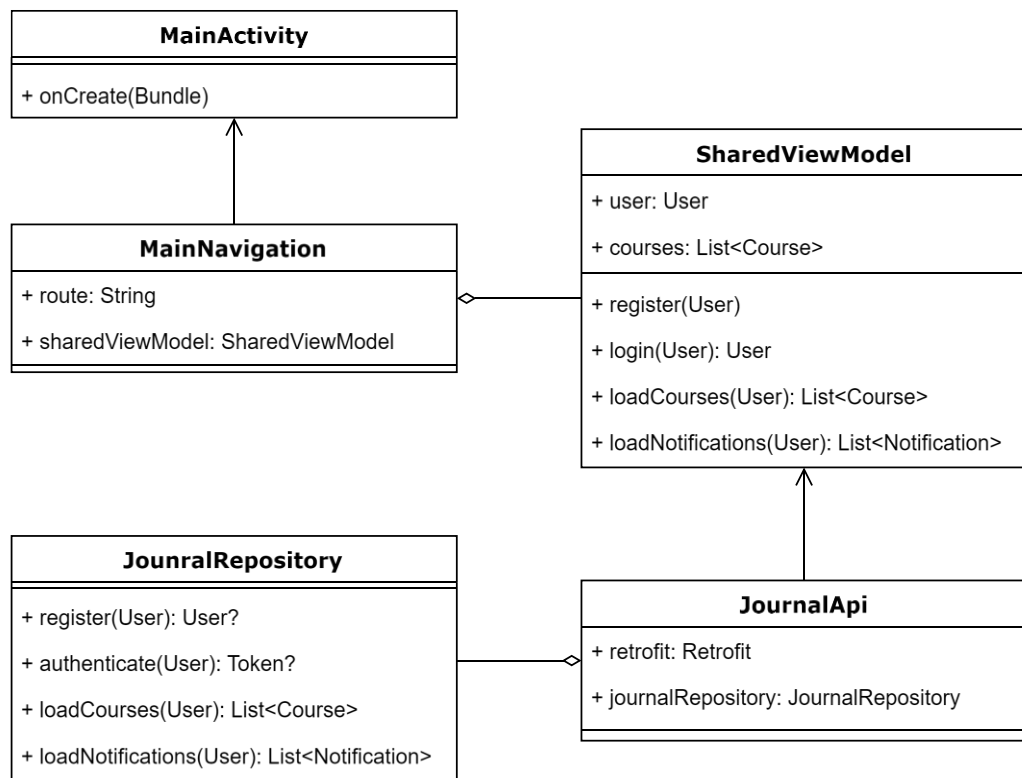 MainActivity
+ onCreate(Bundle)
MainNavigation
+ route: String
+ sharedViewModel: SharedViewModel
SharedViewModel
+ user: User
+ courses: List<Course>
+ register(User)
+ login(User): User
+ loadCourses(User): List<Course>
+ loadNotifications(User): List<Notification>
JounralRepository
+ register(User): User?
+ authenticate(User): Token?
+ loadCourses(User): List<Course>
+ loadNotifications(User): List<Notification>
JournalApi
+ retrofit: Retrofit
+ journalRepository: JournalRepository